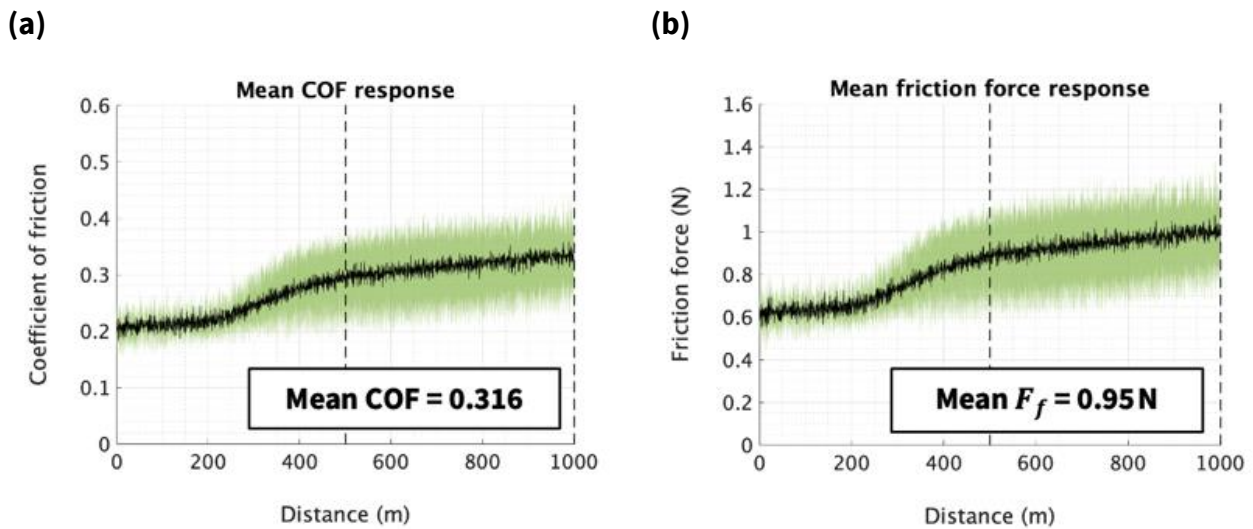 (a)
Mean COF response
Coefficient of friction
0.6
0.5
0.4
0.3
0.2
0.1
0
Mean COF = 0.316
0 200 400 600 800 1000
Distance (m)
(b)
Mean friction force response
Friction force (N)
1.6
1.4
1.2
1
0.8
0.6
0.4
0.2
0
Mean F_f = 0.95 N
0 200 400 600 800 1000
Distance (m)